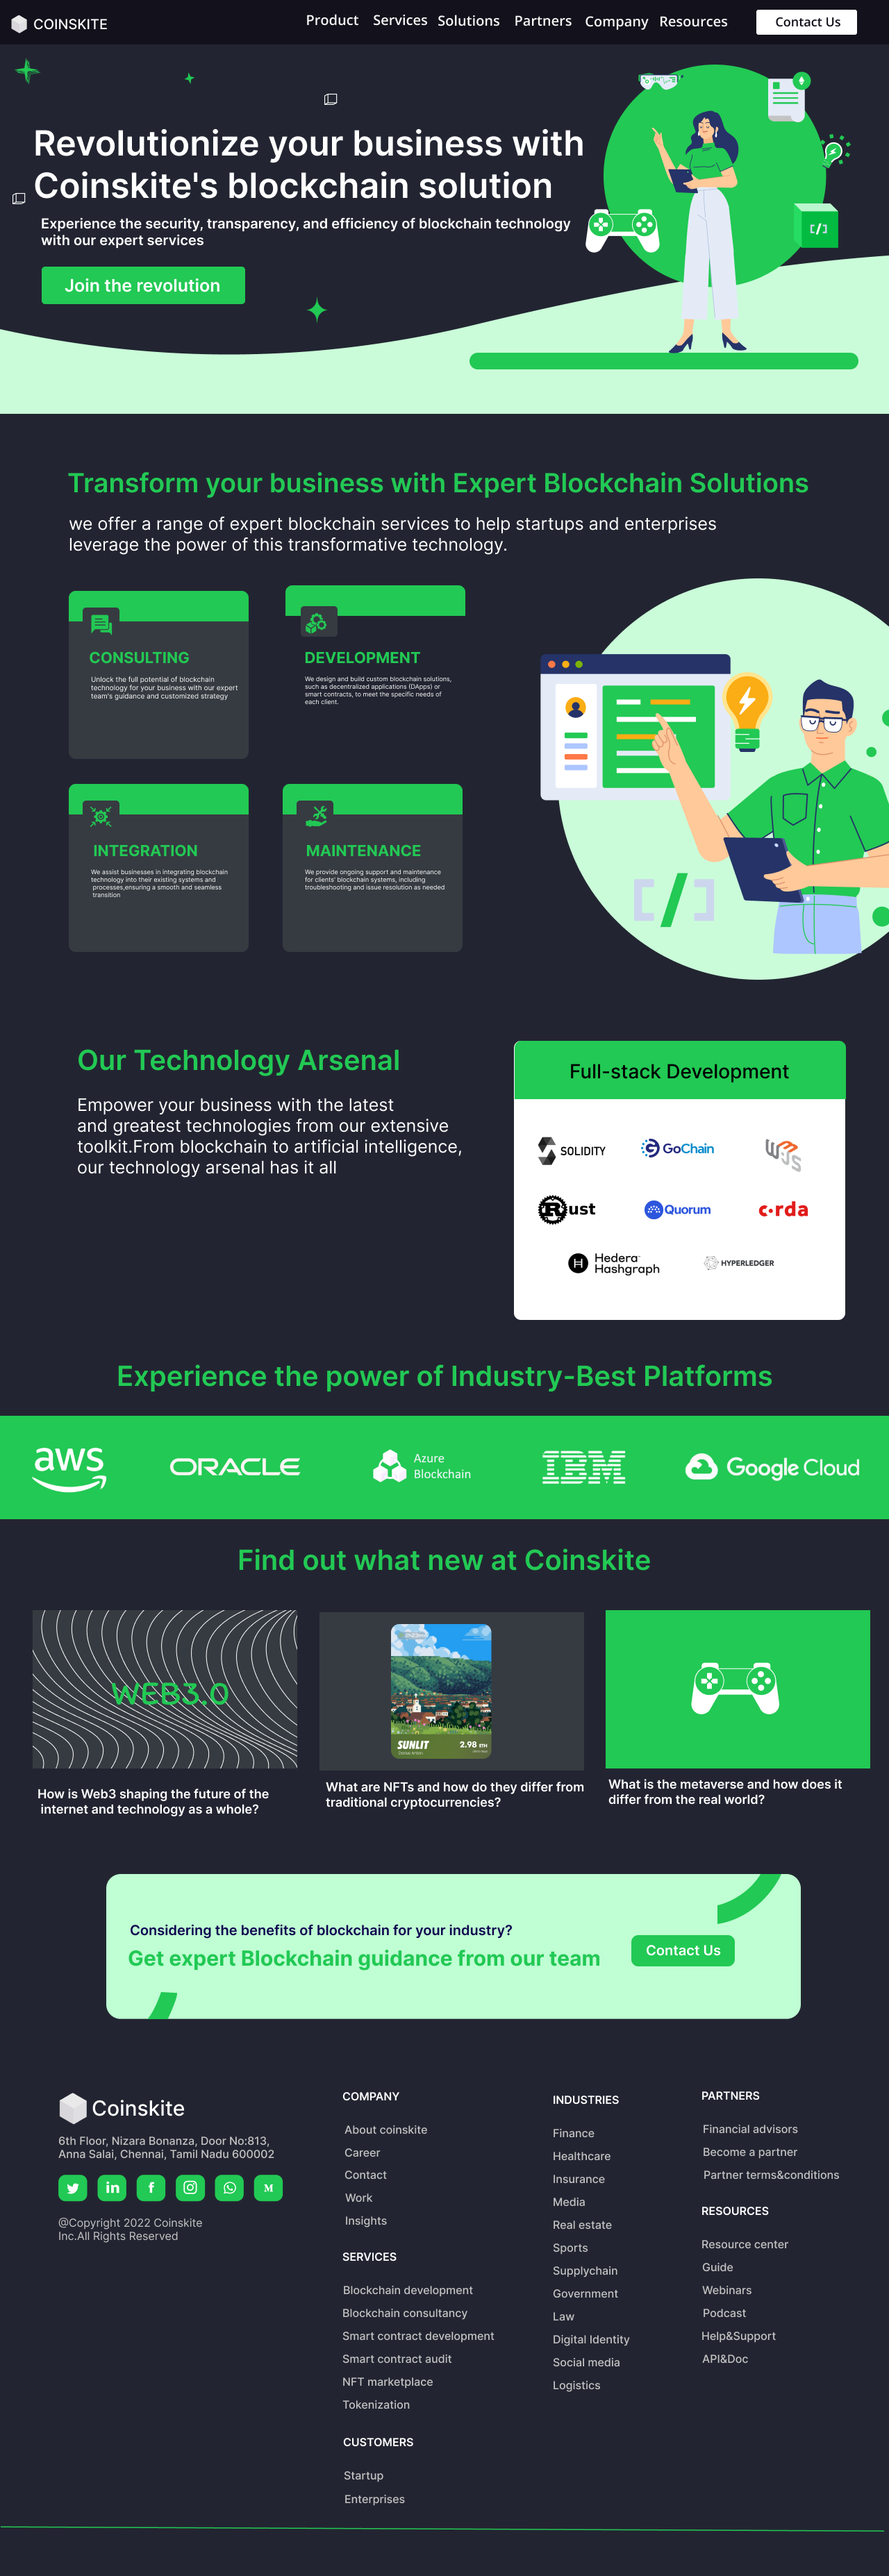 COINSKITE
Product Services Solutions Partners Company Resources
Contact Us
Revolutionize your business with
Coinskite's blockchain solution
Experience the security, transparency, and efficiency of blockchain technology
with our expert services
Join the revolution
[/]
Transform your business with Expert Blockchain Solutions
we offer a range of expert blockchain services to help startups and enterprises
leverage the power of this transformative technology.
CONSULTING
Unlock the full potential of blockchain
technology for your business with our expert
team's guidance and customized strategy
DEVELOPMENT
We design and build custom blockchain solutions,
such as decentralized applications (DApps) or
smart contracts, to meet the specific needs of
each client.
INTEGRATION
We assist businesses in integrating blockchain
technology into their existing systems and
processes,ensuring a smooth and seamless
transition
MAINTENANCE
We provide ongoing support and maintenance
for clients' blockchain systems, including
troubleshooting and issue resolution as needed
[/]
Our Technology Arsenal
Empower your business with the latest
and greatest technologies from our extensive
toolkit.From blockchain to artificial intelligence,
our technology arsenal has it all
Full-stack Development
SOLIDITY
GoChain
W3JS
Rust
Quorum
c·rda
Hedera
Hashgraph
HYPERLEDGER
Experience the power of Industry-Best Platforms
aws
ORACLE
Azure
Blockchain
IBM
Google Cloud
Find out what new at Coinskite
WEB3.0
SUNLIT
2.98 ETH
How is Web3 shaping the future of the
internet and technology as a whole?
What are NFTs and how do they differ from
traditional cryptocurrencies?
What is the metaverse and how does it
differ from the real world?
Considering the benefits of blockchain for your industry?
Get expert Blockchain guidance from our team
Contact Us
Coinskite
6th Floor, Nizara Bonanza, Door No:813,
Anna Salai, Chennai, Tamil Nadu 600002
in
f
M
@Copyright 2022 Coinskite
Inc.All Rights Reserved
COMPANY
About coinskite
Career
Contact
Work
Insights
SERVICES
Blockchain development
Blockchain consultancy
Smart contract development
Smart contract audit
NFT marketplace
Tokenization
CUSTOMERS
Startup
Enterprises
INDUSTRIES
Finance
Healthcare
Insurance
Media
Real estate
Sports
Supplychain
Government
Law
Digital Identity
Social media
Logistics
PARTNERS
Financial advisors
Become a partner
Partner terms&conditions
RESOURCES
Resource center
Guide
Webinars
Podcast
Help&Support
API&Doc